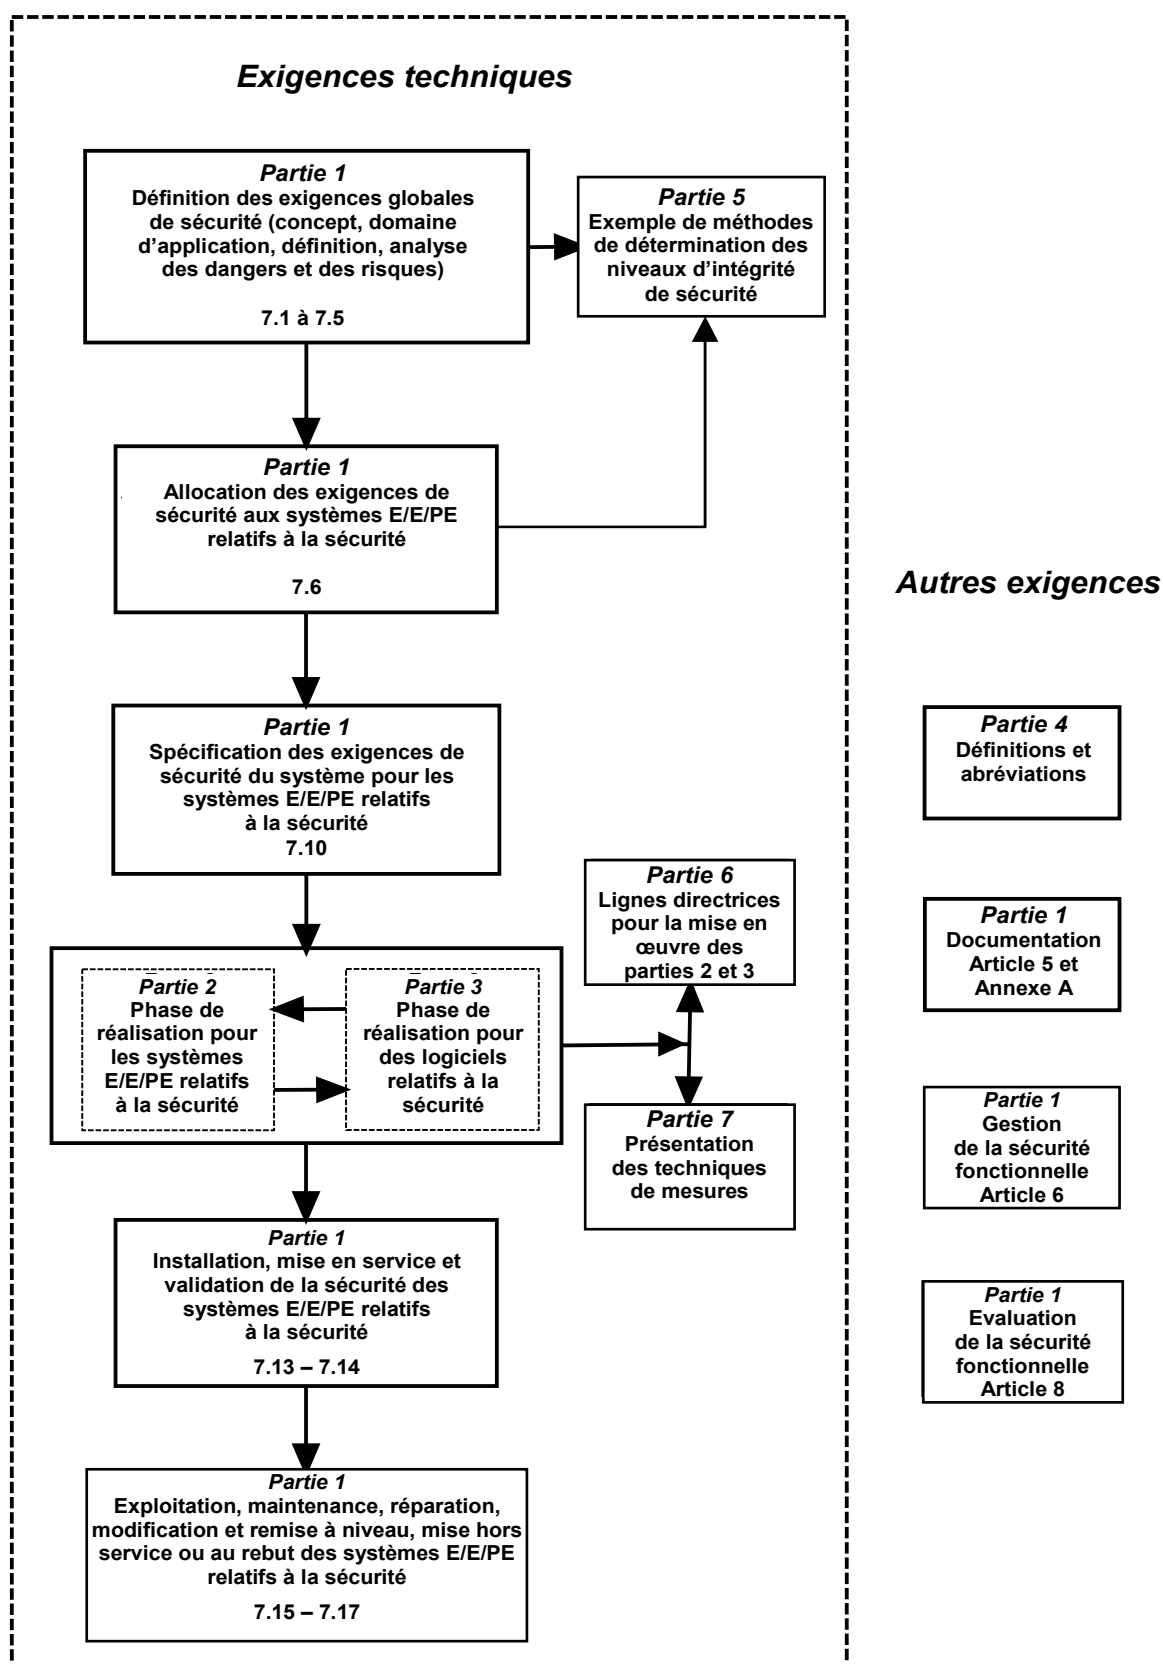 Exigences techniques
Partie 1
Définition des exigences globales
de sécurité (concept, domaine
d'application, définition, analyse
des dangers et des risques)
7.1 à 7.5
Partie 5
Exemple de méthodes
de détermination des
niveaux d'intégrité
de sécurité
Partie 1
Allocation des exigences de
sécurité aux systèmes E/E/PE
relatifs à la sécurité
7.6
Partie 1
Spécification des exigences de
sécurité du système pour les
systèmes E/E/PE relatifs
à la sécurité
7.10
Partie 2
Phase de
réalisation pour
les systèmes
E/E/PE relatifs
à la sécurité
Partie 3
Phase de
réalisation pour
des logiciels
relatifs à la
sécurité
Partie 6
Lignes directrices
pour la mise en
œuvre des
parties 2 et 3
Partie 7
Présentation
des techniques
de mesures
Partie 1
Installation, mise en service et
validation de la sécurité des
systèmes E/E/PE relatifs
à la sécurité
7.13 – 7.14
Partie 1
Exploitation, maintenance, réparation,
modification et remise à niveau, mise hors
service ou au rebut des systèmes E/E/PE
relatifs à la sécurité
7.15 – 7.17
Autres exigences
Partie 4
Définitions et
abréviations
Partie 1
Documentation
Article 5 et
Annexe A
Partie 1
Gestion
de la sécurité
fonctionnelle
Article 6
Partie 1
Evaluation
de la sécurité
fonctionnelle
Article 8